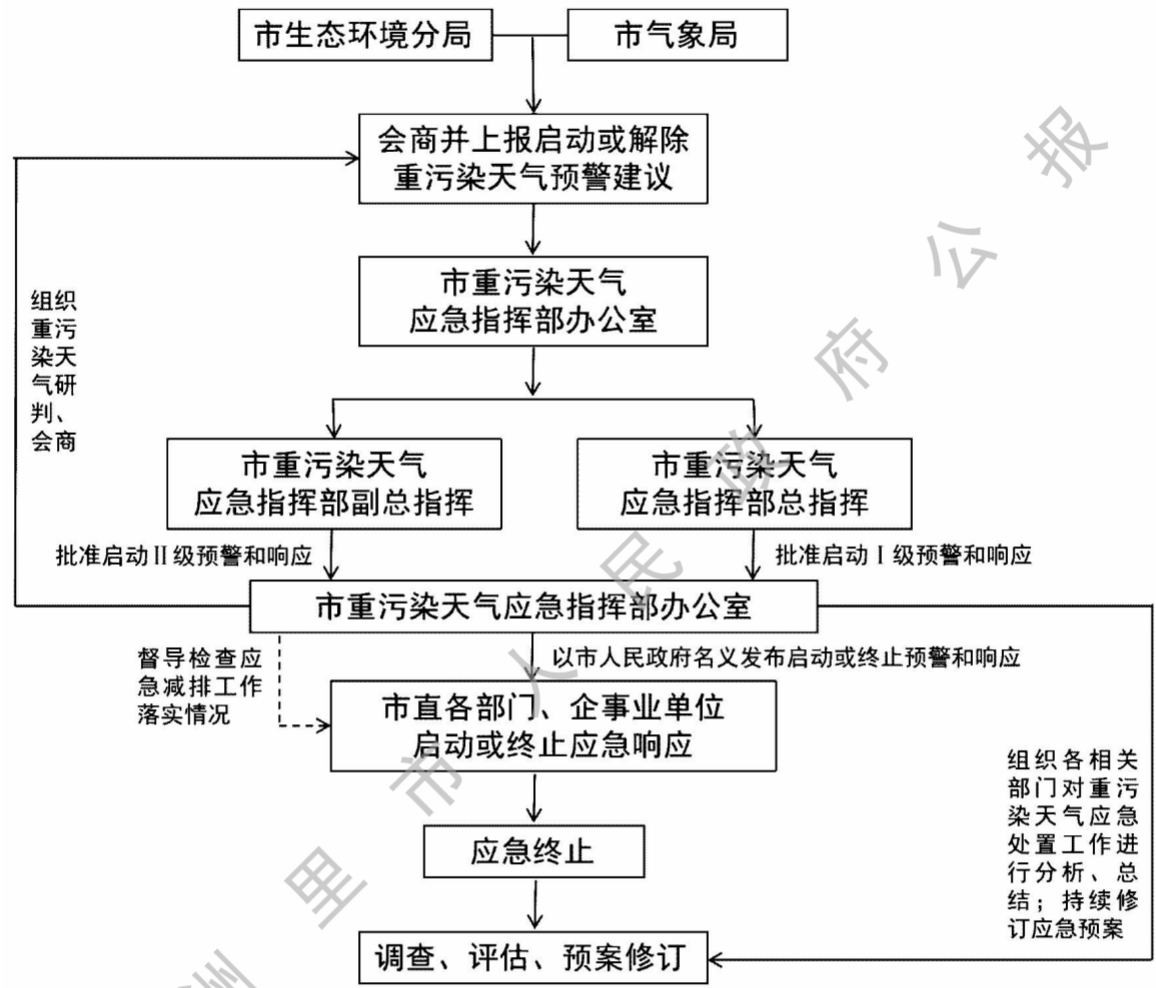 市生态环境分局
市气象局
会商并上报启动或解除
重污染天气预警建议
市重污染天气
应急指挥部办公室
组织
重污
染天
气研
判、
会商
市重污染天气
应急指挥部副总指挥
市重污染天气
应急指挥部总指挥
批准启动Ⅱ级预警和响应
批准启动Ⅰ级预警和响应
市重污染天气应急指挥部办公室
督导检查应
急减排工作
落实情况
以市人民政府名义发布启动或终止预警和响应
市直各部门、企事业单位
启动或终止应急响应
组织各相关
部门对重污
染天气应急
处置工作进
行分析、总
结；持续修
订应急预案
应急终止
调查、评估、预案修订
洲里市人民政府公报